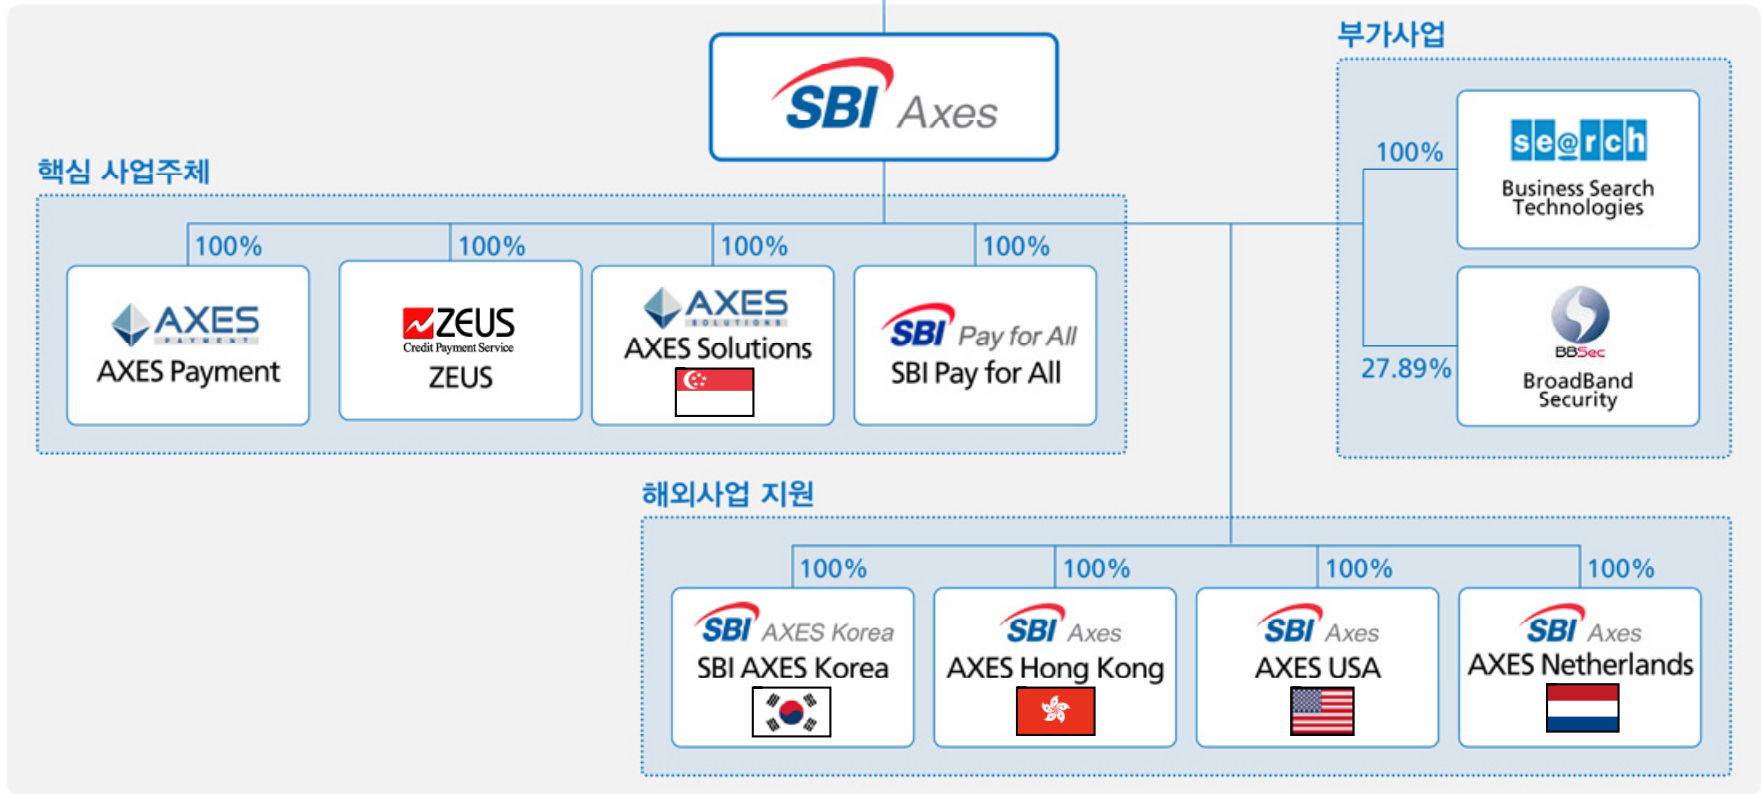 SBI Axes
부가사업
100%
se@rch
Business Search
Technologies
27.89%
BBSec
BroadBand
Security
핵심 사업주체
100%
100%
100%
100%
AXES
PAYMENT
AXES Payment
ZEUS
Credit Payment Service
ZEUS
AXES
SOLUTIONS
AXES Solutions
SBI Pay for All
SBI Pay for All
해외사업 지원
100%
100%
100%
100%
SBI AXES Korea
SBI AXES Korea
SBI Axes
AXES Hong Kong
SBI Axes
AXES USA
SBI Axes
AXES Netherlands